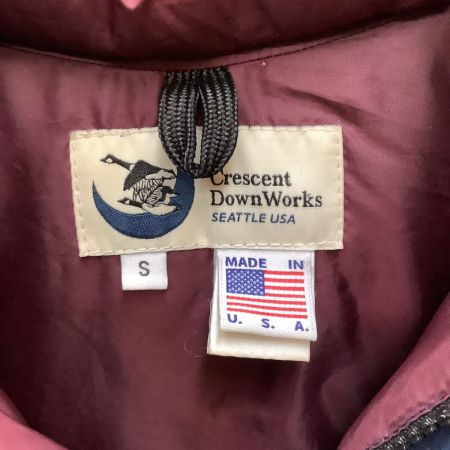 Crescent
DownWorks
SEATTLE USA
S
MADE IN
U. S. A.